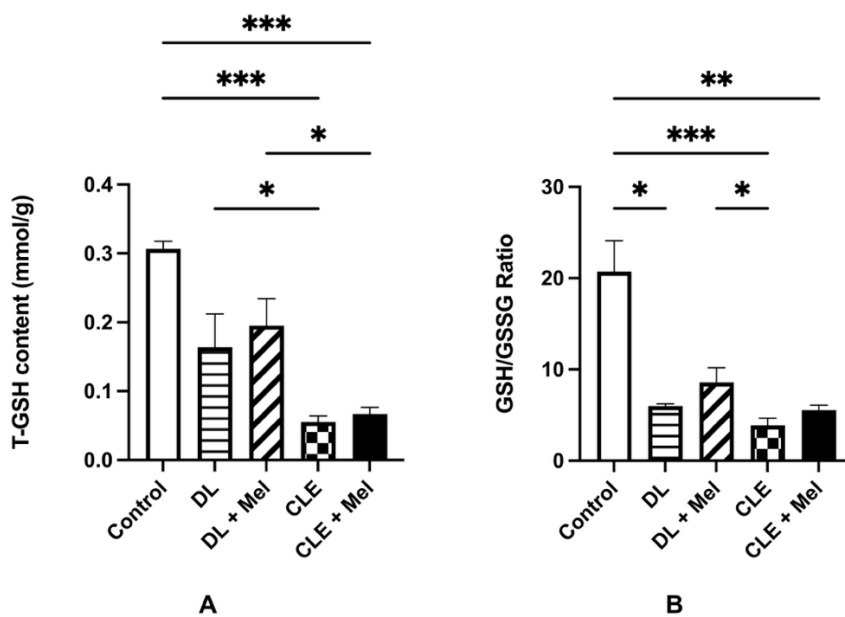 ***
***
*
*
T-GSH content (mmol/g)
0.4
0.3
0.2
0.1
0.0
Control
DL
DL + Mel
CLE
CLE + Mel
A
**
***
*
*
GSH/GSSG Ratio
30
20
10
0
Control
DL
DL + Mel
CLE
CLE + Mel
B